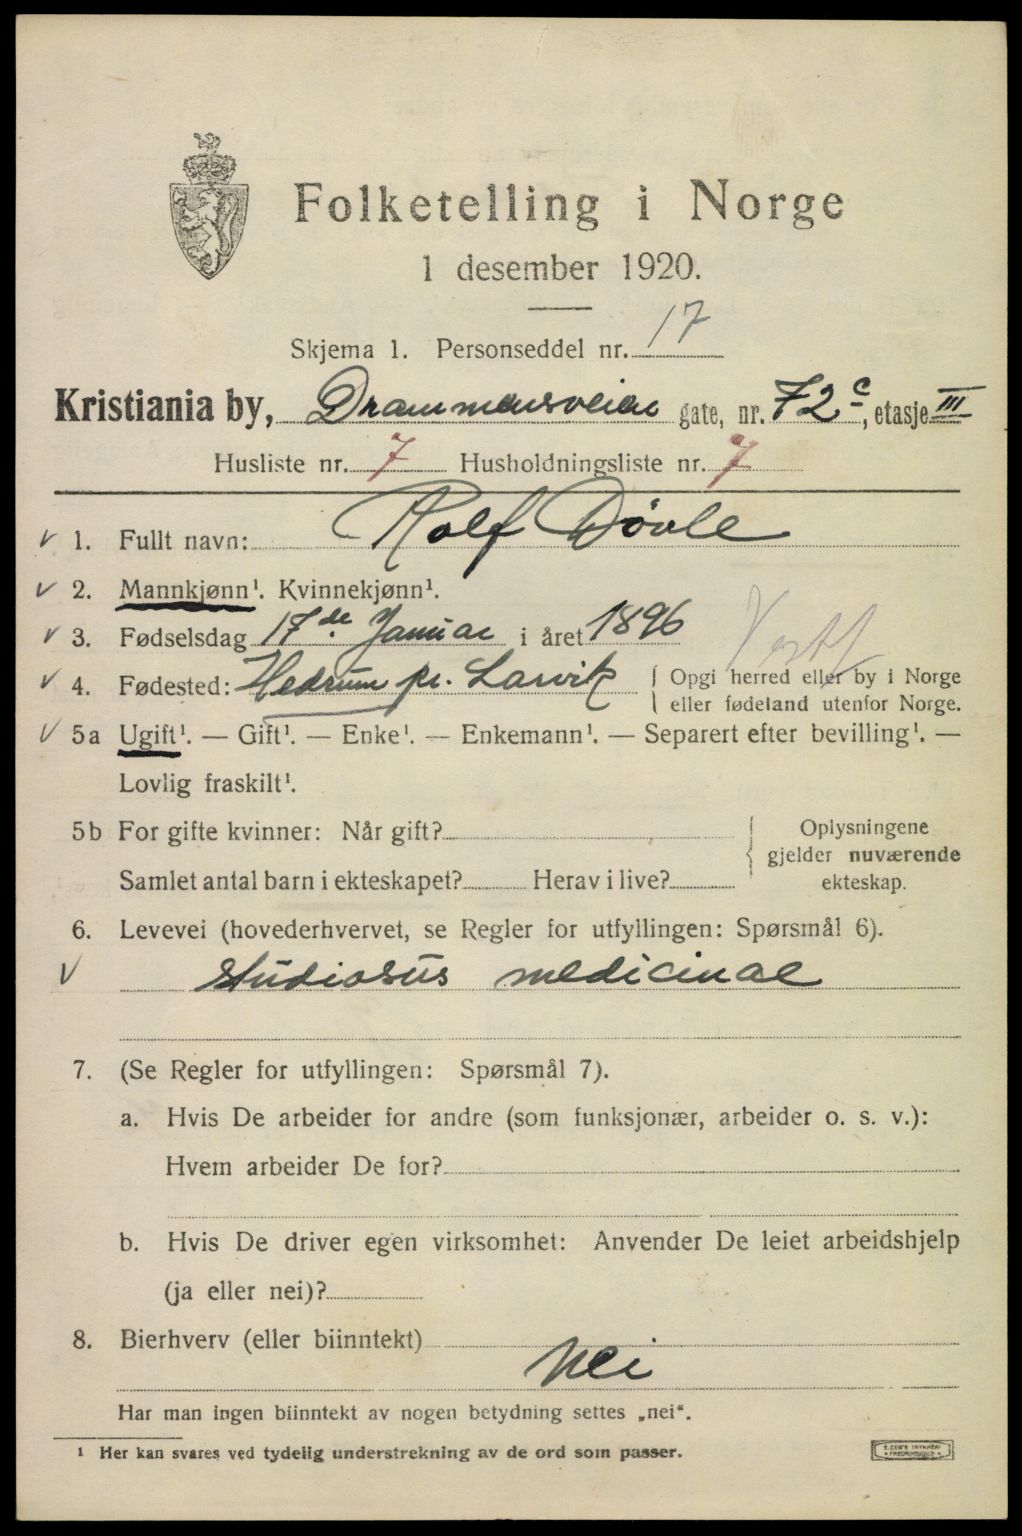 Folketelling i Norge
1 desember 1920.
Skjema 1. Personseddel nr. 17
Kristiania by, Drammensveien gate, nr. 72 c, etasje III
Husliste nr. 7 Husholdningsliste nr. 7
√ 1. Fullt navn: Rolf Døvle
√ 2. Mannkjønn¹. Kvinnekjønn¹.
√ 3. Fødselsdag 17de Januar i året 1896
Vestf
√ 4. Fødested: Hedrum pr. Larvik { Opgi herred eller by i Norge
eller fødeland utenfor Norge.
√ 5a Ugift¹. — Gift¹. — Enke¹. — Enkemann¹. — Separert efter bevilling¹. —
Lovlig fraskilt¹.
5b For gifte kvinner: Når gift? { Oplysningene
gjelder nuværende
Samlet antal barn i ekteskapet? Herav i live? ekteskap.
6. Levevei (hovederhvervet, se Regler for utfyllingen: Spørsmål 6).
√ studiosus medicinae
7. (Se Regler for utfyllingen: Spørsmål 7).
a. Hvis De arbeider for andre (som funksjonær, arbeider o. s. v.):
Hvem arbeider De for?
b. Hvis De driver egen virksomhet: Anvender De leiet arbeidshjelp
(ja eller nei)?
8. Bierhverv (eller biinntekt)
Nei
Har man ingen biinntekt av nogen betydning settes „nei“.
¹ Her kan svares ved tydelig understrekning av de ord som passer.